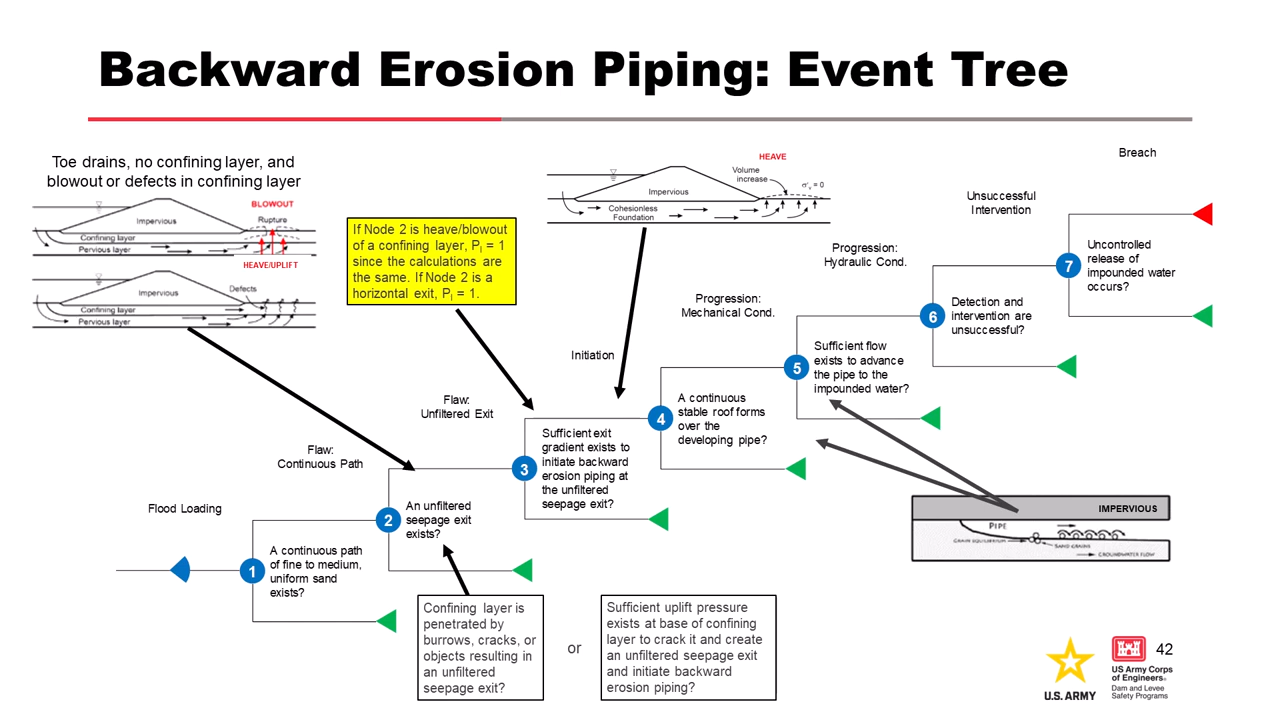 Backward Erosion Piping: Event Tree
Toe drains, no confining layer, and
blowout or defects in confining layer
BLOWOUT
Impervious
Rupture
Confining layer
Pervious layer
HEAVE/UPLIFT
Impervious
Defects
Confining layer
Pervious layer
If Node 2 is heave/blowout
of a confining layer, PI = 1
since the calculations are
the same. If Node 2 is a
horizontal exit, PI = 1.
HEAVE
Volume
increase
σ'v = 0
Impervious
Cohesionless
Foundation
Breach
Unsuccessful
Intervention
Progression:
Hydraulic Cond.
Progression:
Mechanical Cond.
Initiation
Flaw:
Unfiltered Exit
Flaw:
Continuous Path
Flood Loading
1
A continuous path
of fine to medium,
uniform sand
exists?
2
An unfiltered
seepage exit
exists?
3
Sufficient exit
gradient exists to
initiate backward
erosion piping at
the unfiltered
seepage exit?
4
A continuous
stable roof forms
over the
developing pipe?
5
Sufficient flow
exists to advance
the pipe to the
impounded water?
6
Detection and
intervention are
unsuccessful?
7
Uncontrolled
release of
impounded water
occurs?
Confining layer is
penetrated by
burrows, cracks, or
objects resulting in
an unfiltered
seepage exit?
or
Sufficient uplift pressure
exists at base of confining
layer to crack it and create
an unfiltered seepage exit
and initiate backward
erosion piping?
IMPERVIOUS
PIPE
GRAIN EQUILIBRIUM
SAND GRAINS
GROUNDWATER FLOW
U.S. ARMY
US Army Corps
of Engineers®
Dam and Levee
Safety Programs
42